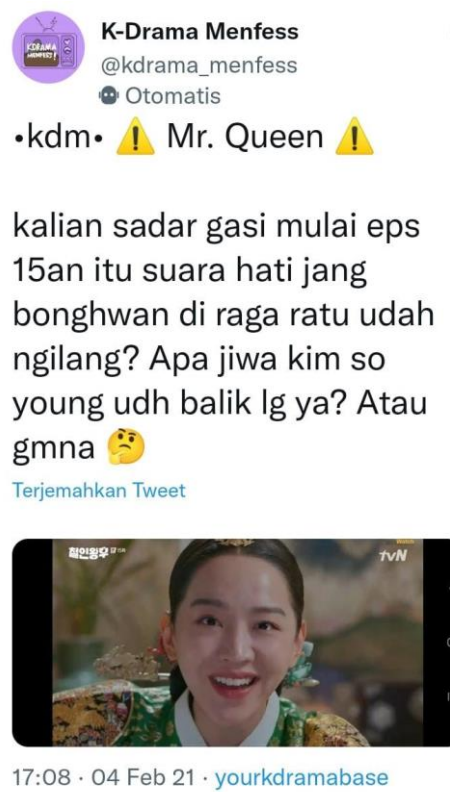 KDRAMA
MENFESS!
K-Drama Menfess
@kdrama_menfess
Otomatis
•kdm• ⚠️ Mr. Queen ⚠️
kalian sadar gasi mulai eps
15an itu suara hati jang
bonghwan di raga ratu udah
ngilang? Apa jiwa kim so
young udh balik lg ya? Atau
gmna 🤔
Terjemahkan Tweet
철인왕후
tvN
17:08 · 04 Feb 21 · yourkdramabase